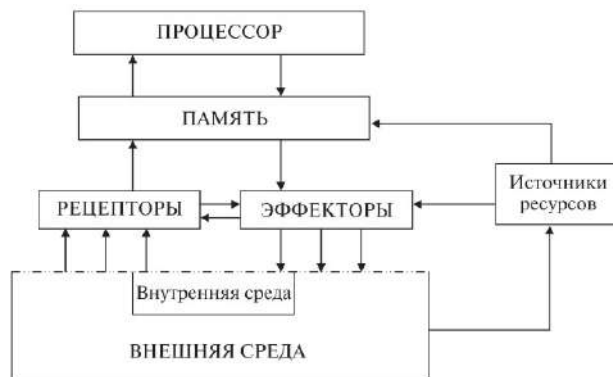 ПРОЦЕССОР
ПАМЯТЬ
РЕЦЕПТОРЫ
ЭФФЕКТОРЫ
Источники
ресурсов
Внутренняя среда
ВНЕШНЯЯ СРЕДА